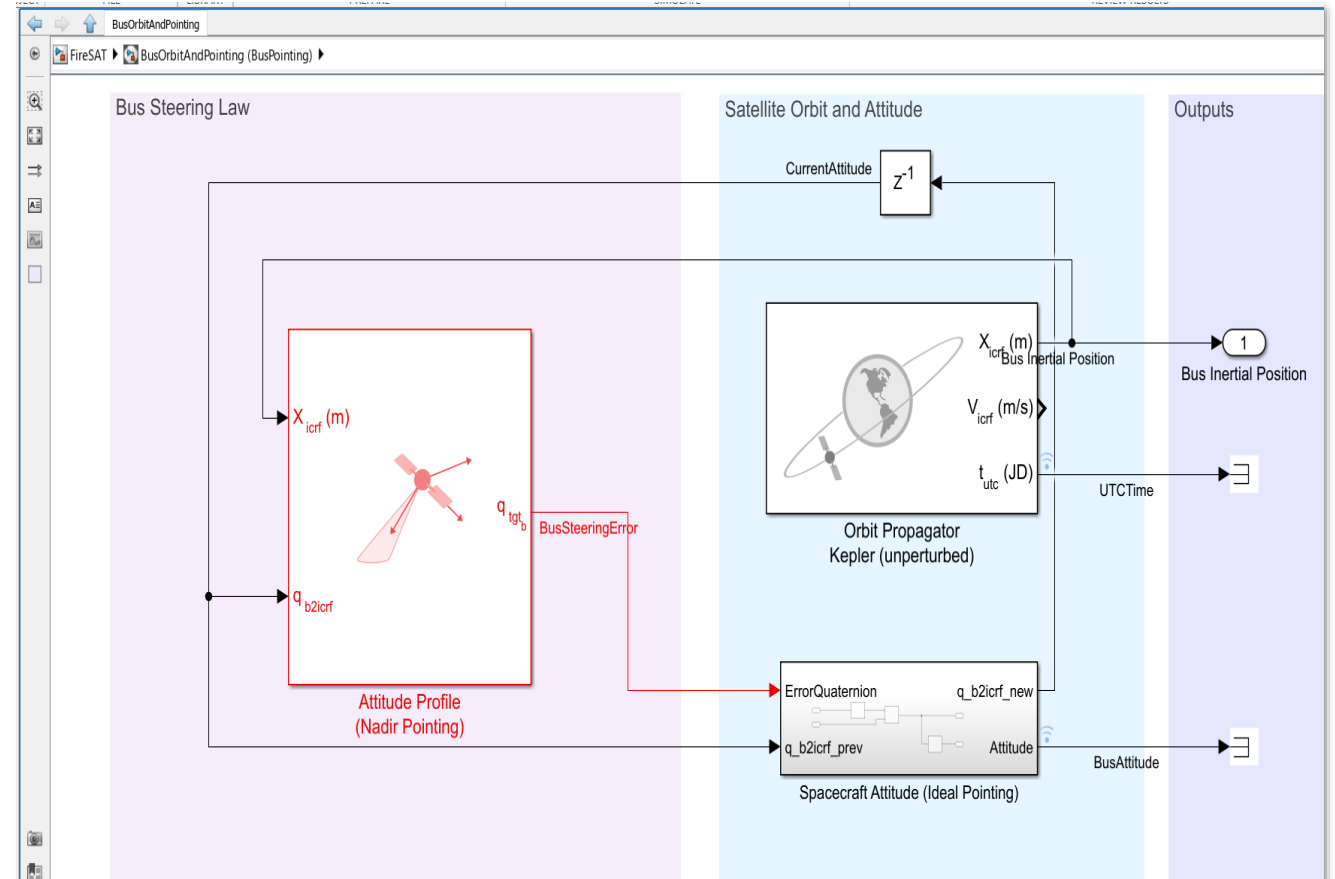 BusOrbitAndPointing
FireSAT BusOrbitAndPointing (BusPointing)
Bus Steering Law
Satellite Orbit and Attitude
Outputs
CurrentAttitude
Z-1
X icrf (m)
q b2icrf
q tgt b
BusSteeringError
Attitude Profile
(Nadir Pointing)
X icrf (m)
Bus Inertial Position
V icrf (m/s)
t utc (JD)
UTCTime
Orbit Propagator
Kepler (unperturbed)
1
Bus Inertial Position
ErrorQuaternion
q_b2icrf_new
q_b2icrf_prev
Attitude
BusAttitude
Spacecraft Attitude (Ideal Pointing)